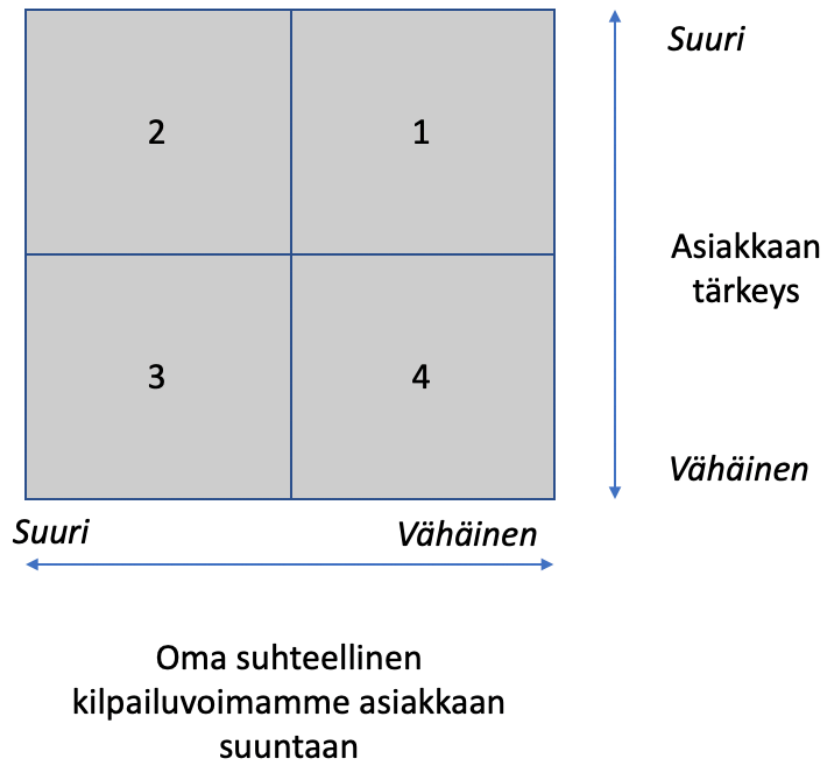 Suuri
2
1
Asiakkaan
tärkeys
3
4
Vähäinen
Suuri
Vähäinen
Oma suhteellinen
kilpailuvoimamme asiakkaan
suuntaan